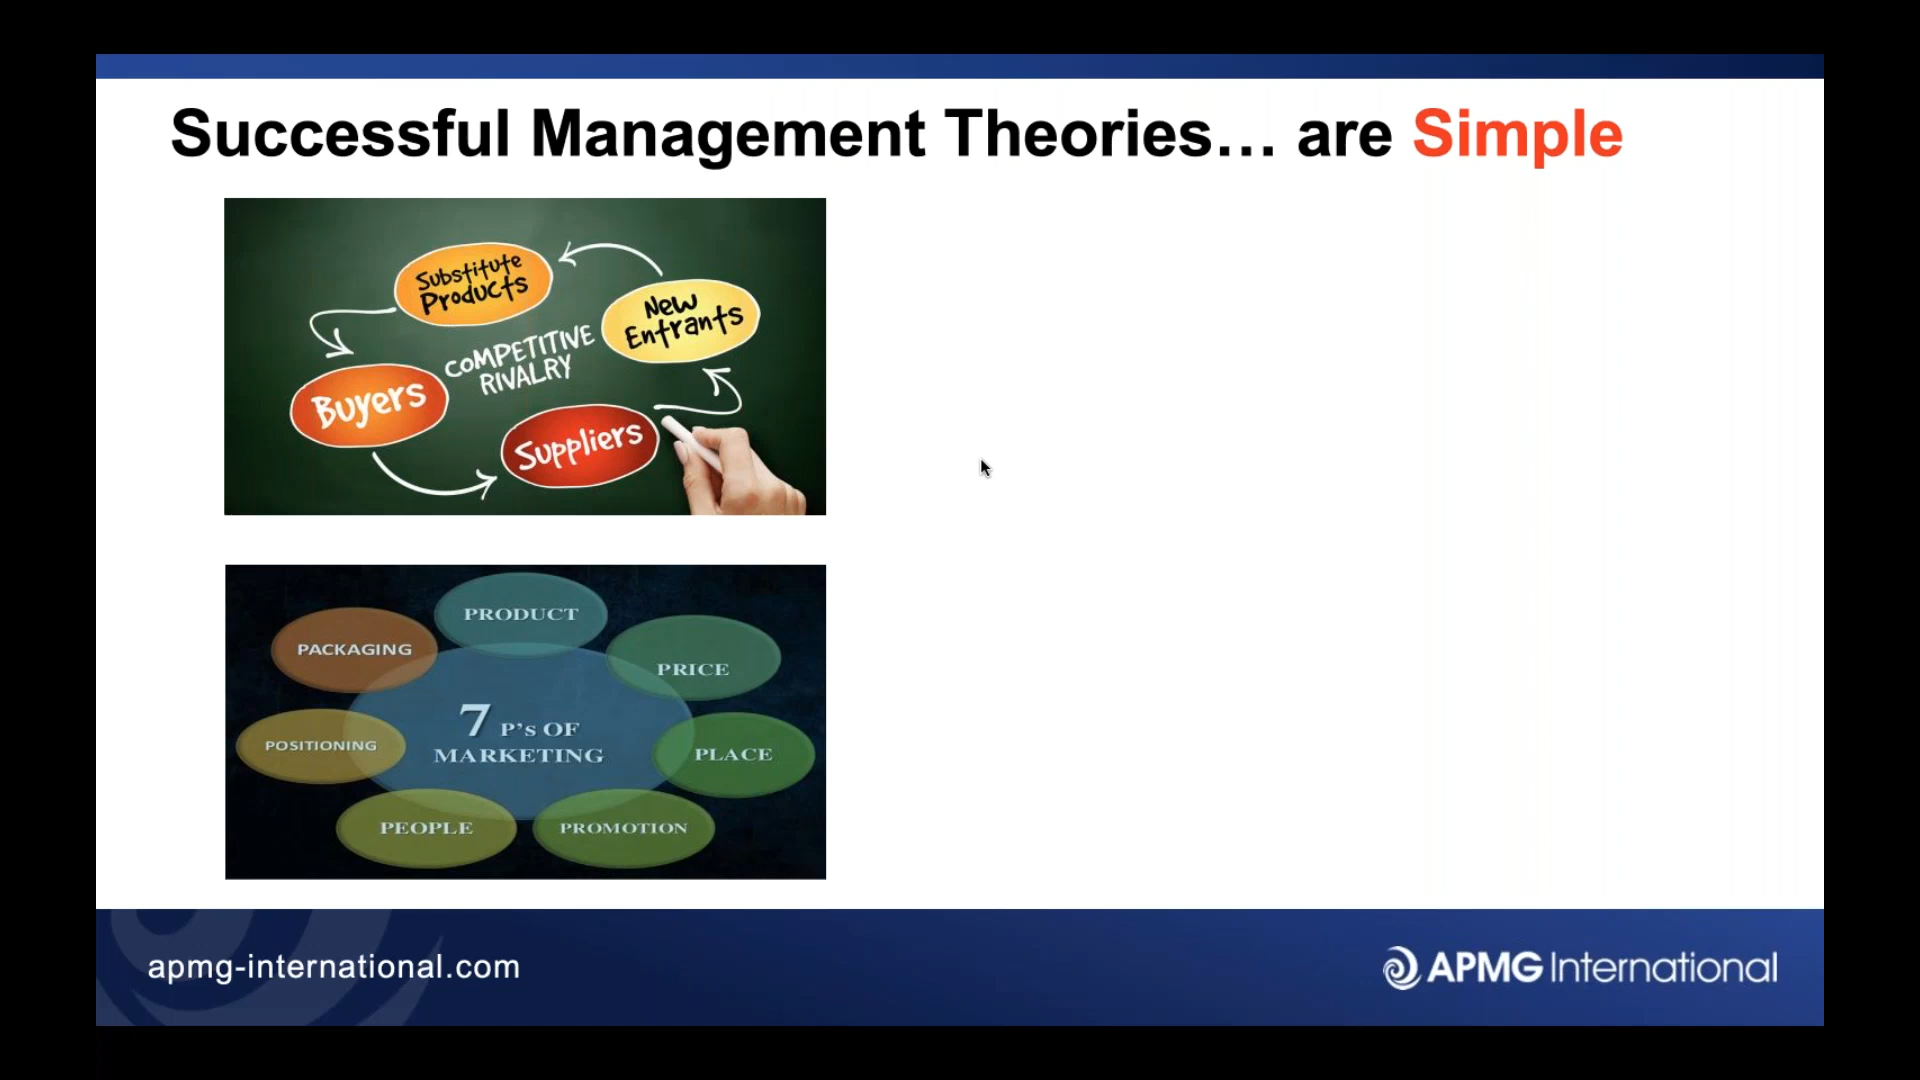 Successful Management Theories… are Simple
Substitute
Products
New
Entrants
COMPETITIVE
RIVALRY
Buyers
Suppliers
PRODUCT
PACKAGING
PRICE
7 P's OF
MARKETING
POSITIONING
PLACE
PEOPLE
PROMOTION
apmg-international.com
APMG International